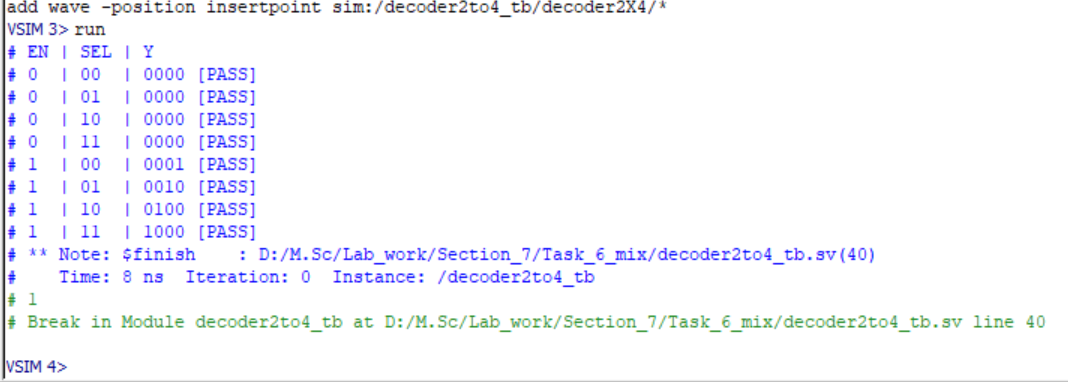 add wave -position insertpoint sim:/decoder2to4_tb/decoder2X4/*
VSIM 3> run
# EN | SEL | Y
# 0  | 00  | 0000 [PASS]
# 0  | 01  | 0000 [PASS]
# 0  | 10  | 0000 [PASS]
# 0  | 11  | 0000 [PASS]
# 1  | 00  | 0001 [PASS]
# 1  | 01  | 0010 [PASS]
# 1  | 10  | 0100 [PASS]
# 1  | 11  | 1000 [PASS]
# ** Note: $finish    : D:/M.Sc/Lab_work/Section_7/Task_6_mix/decoder2to4_tb.sv(40)
#    Time: 8 ns  Iteration: 0  Instance: /decoder2to4_tb
# 1
# Break in Module decoder2to4_tb at D:/M.Sc/Lab_work/Section_7/Task_6_mix/decoder2to4_tb.sv line 40
VSIM 4>